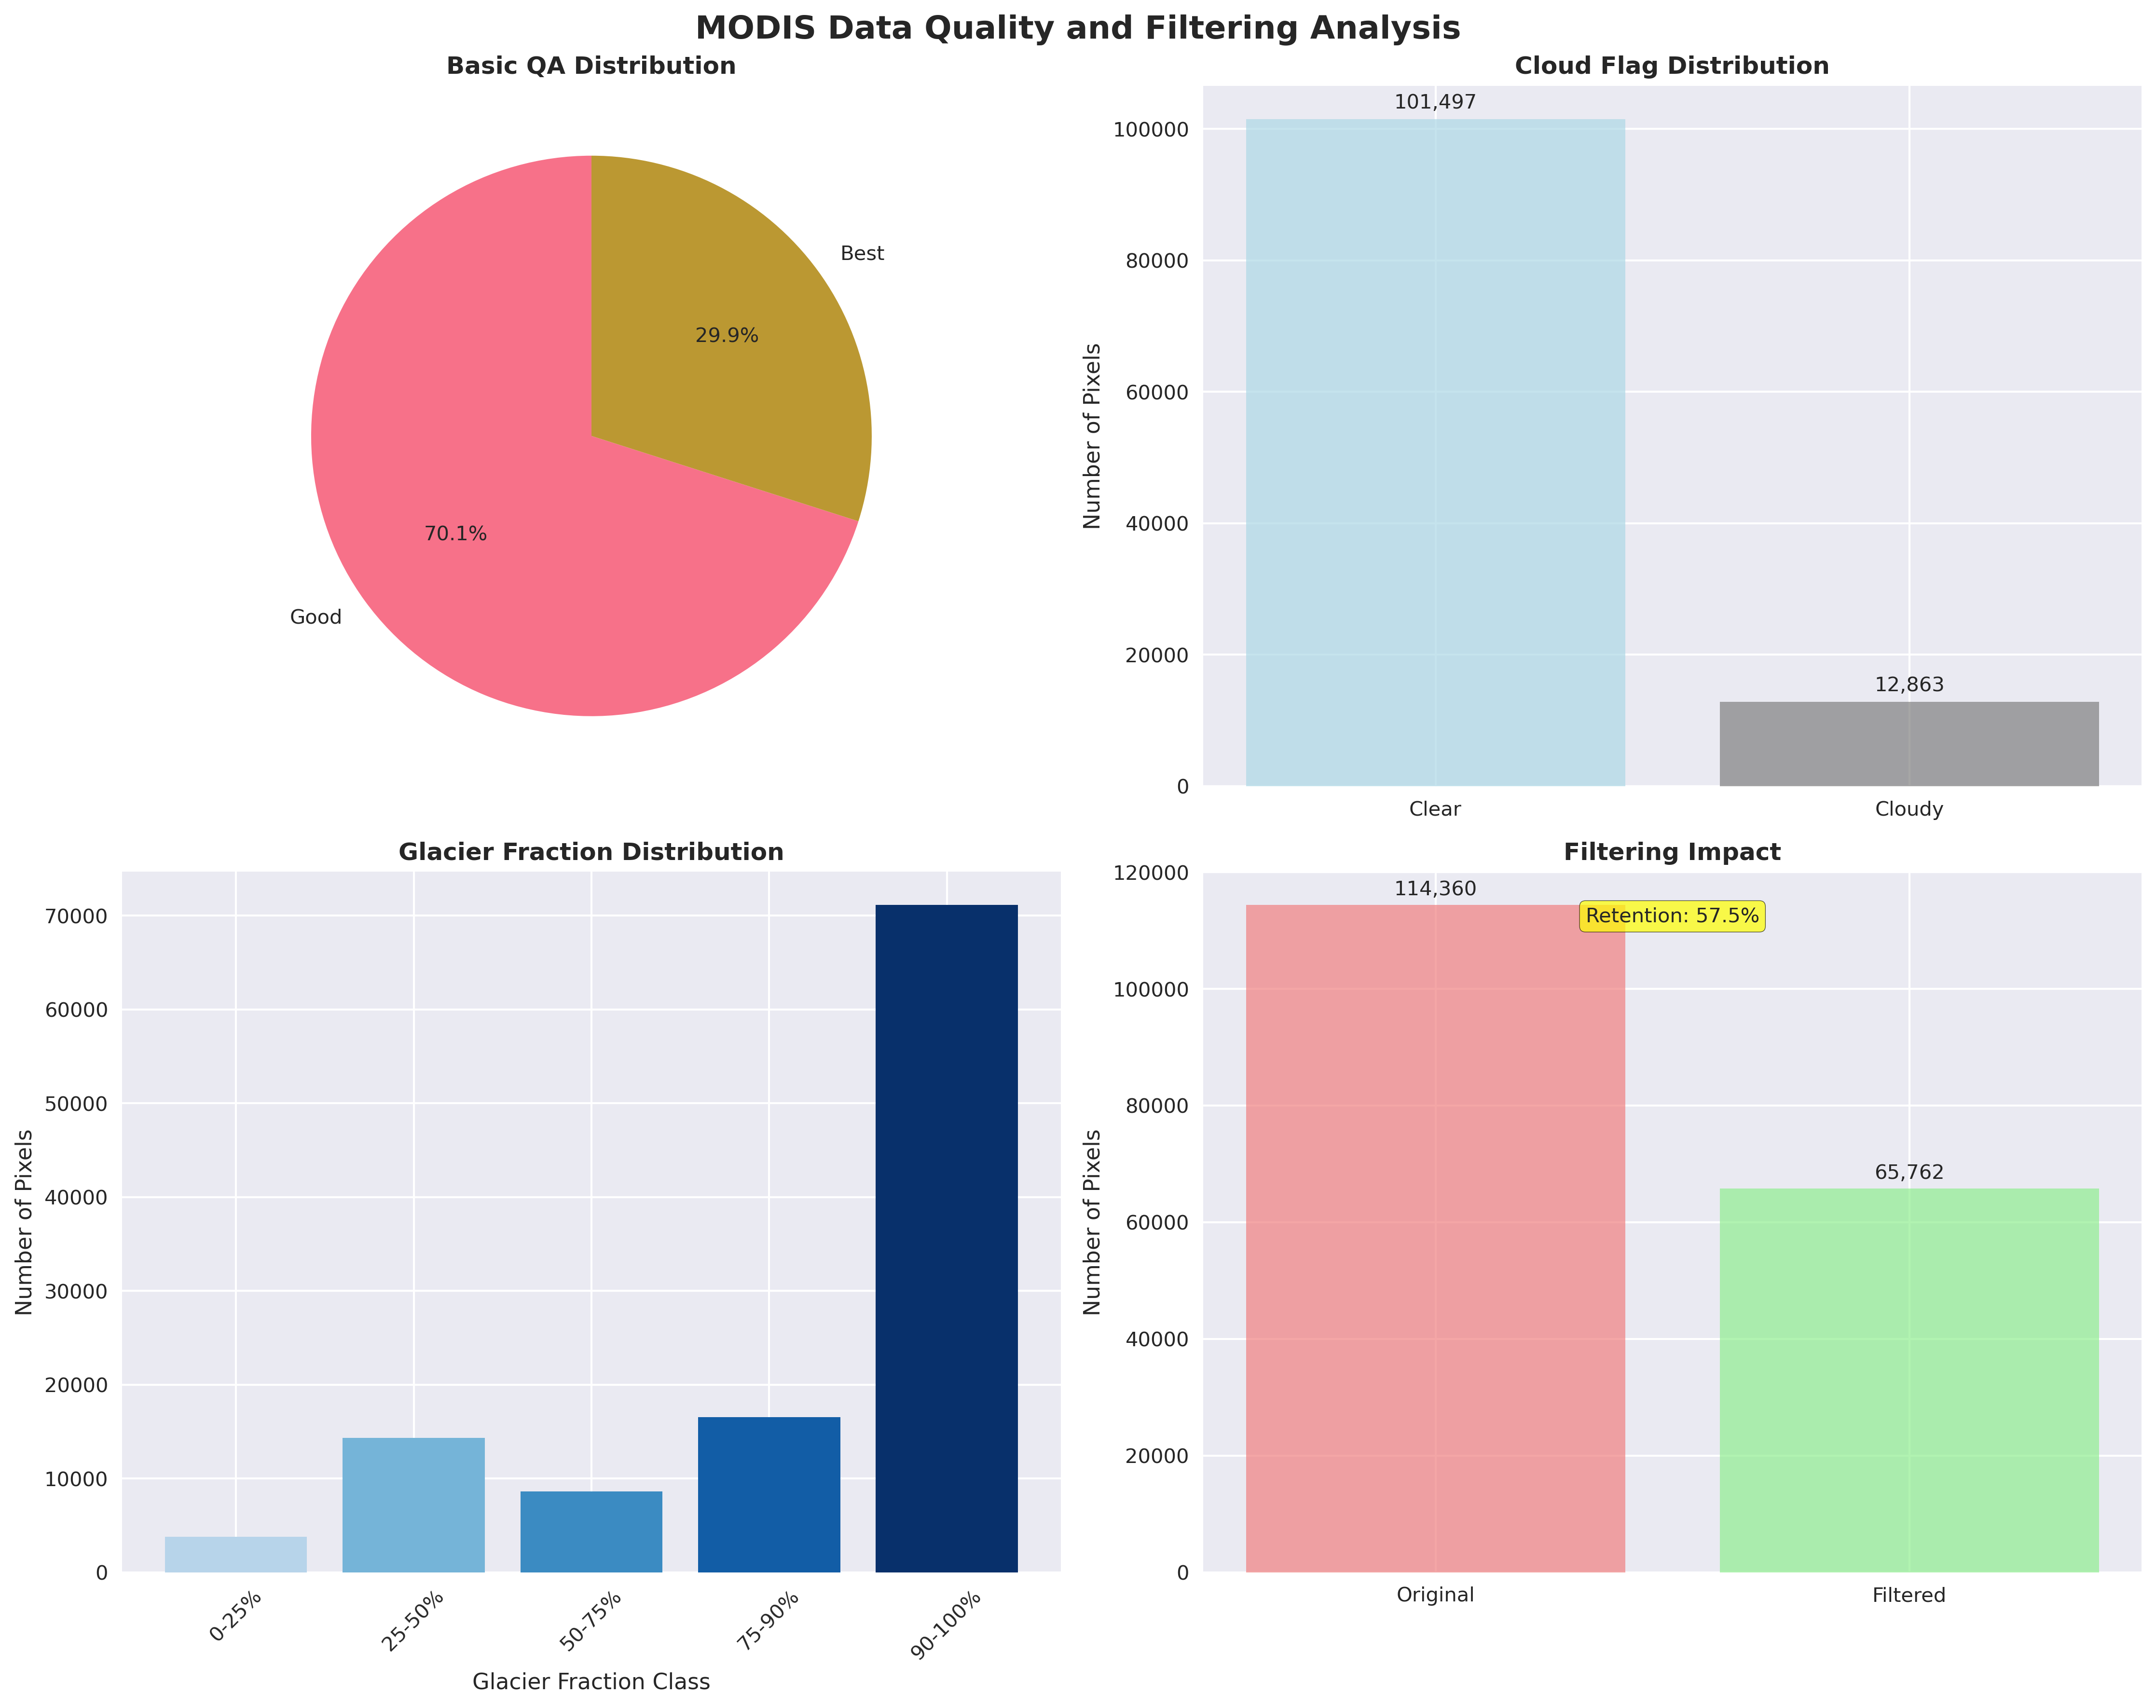 MODIS Data Quality and Filtering Analysis
Basic QA Distribution
Best
29.9%
70.1%
Good
Cloud Flag Distribution
Number of Pixels
100000
80000
60000
40000
20000
0
101,497
12,863
Clear
Cloudy
Glacier Fraction Distribution
Number of Pixels
70000
60000
50000
40000
30000
20000
10000
0
0-25%
25-50%
50-75%
75-90%
90-100%
Glacier Fraction Class
Filtering Impact
Number of Pixels
120000
100000
80000
60000
40000
20000
0
114,360
Retention: 57.5%
65,762
Original
Filtered